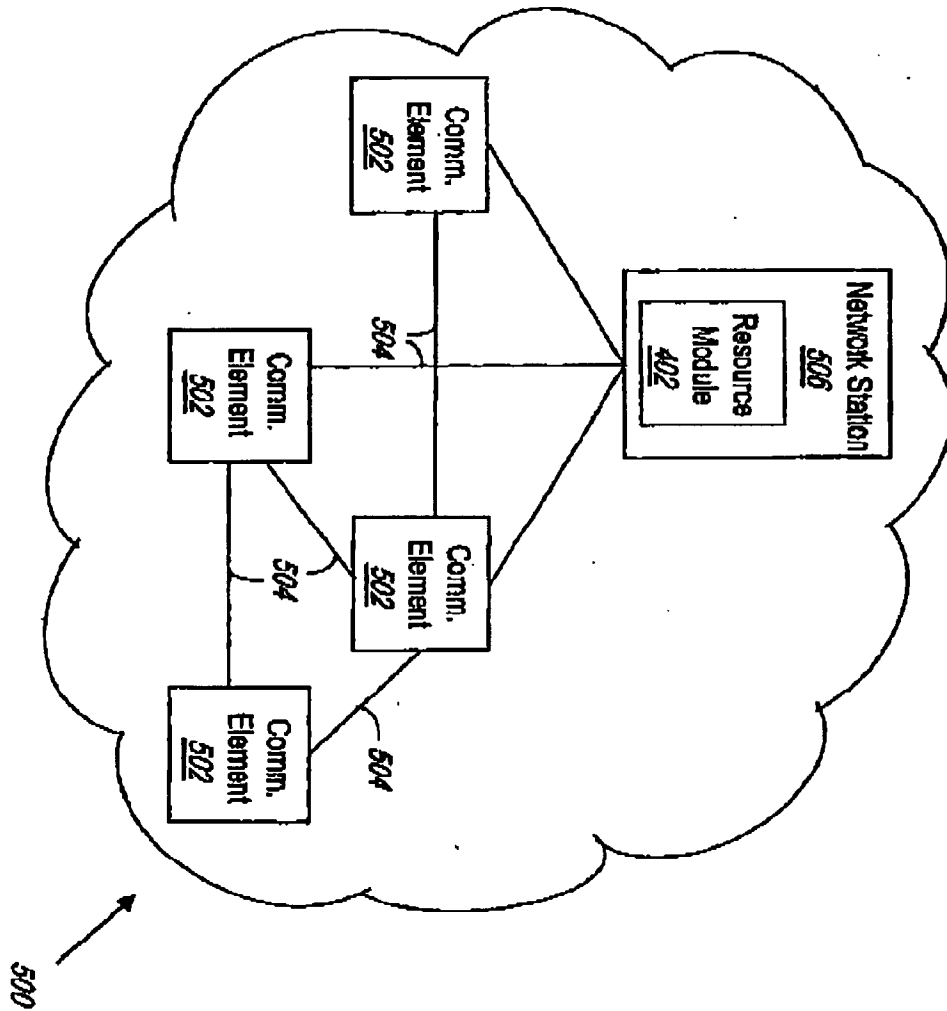 Network Station
506
Resource
Module
402
Comm.
Element
502
504
Comm.
Element
502
Comm.
Element
502
504
504
Comm.
Element
502
500